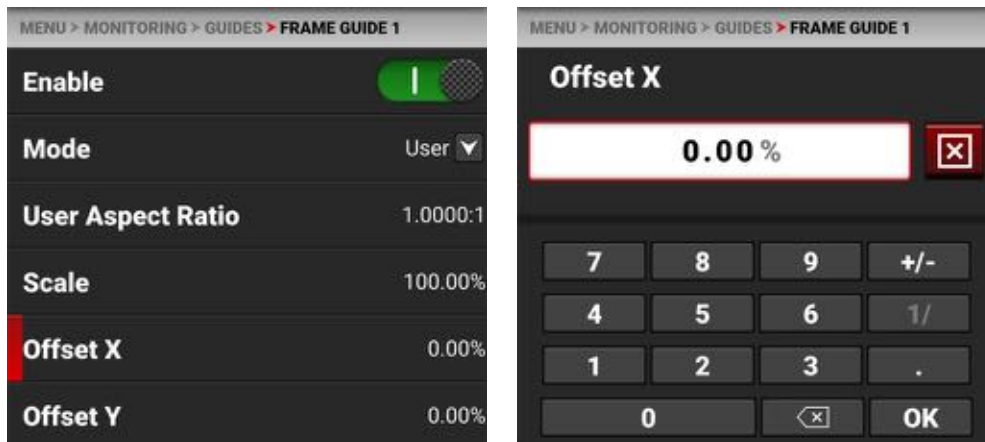 MENU > MONITORING > GUIDES > FRAME GUIDE 1
Enable
Mode User
User Aspect Ratio 1.0000:1
Scale 100.00%
Offset X 0.00%
Offset Y 0.00%
MENU > MONITORING > GUIDES > FRAME GUIDE 1
Offset X
0.00 %
7 8 9 +/-
4 5 6 1/
1 2 3 .
0 OK